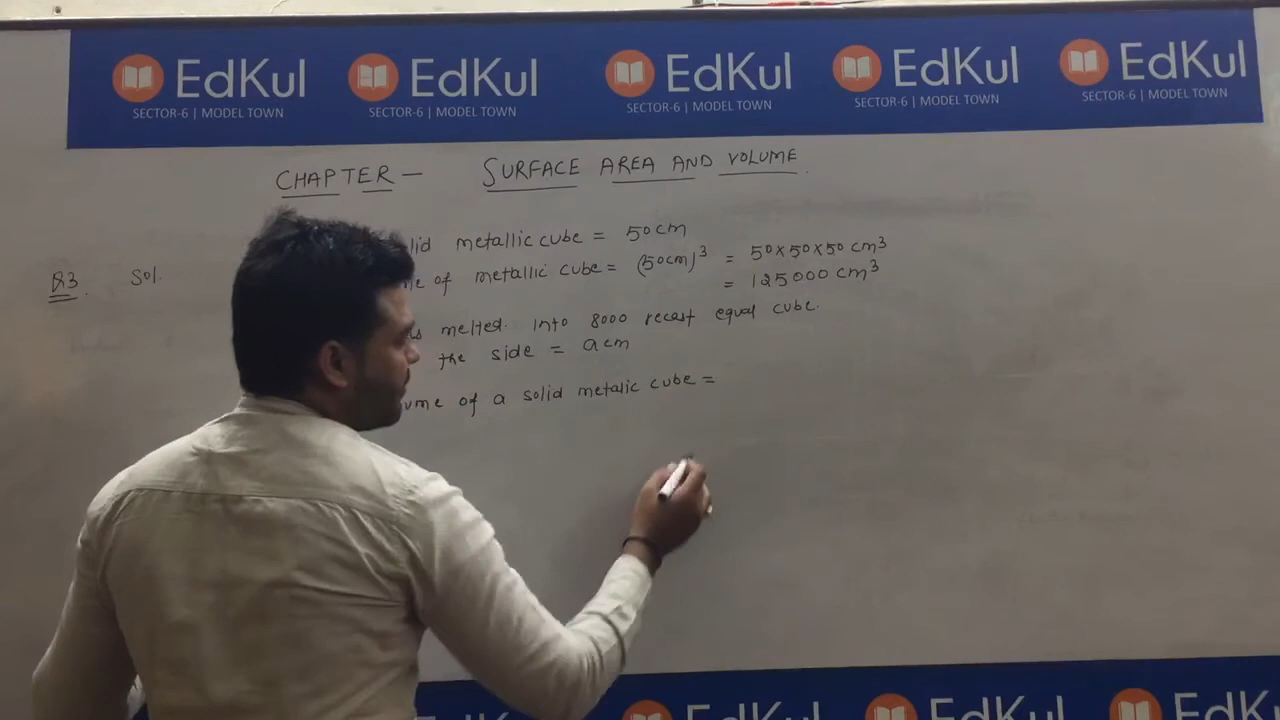 EdKul EdKul EdKul EdKul EdKul
SECTOR-6 | MODEL TOWN SECTOR-6 | MODEL TOWN SECTOR-6 | MODEL TOWN SECTOR-6 | MODEL TOWN SECTOR-6 | MODEL TOWN
CHAPTER — SURFACE AREA AND VOLUME.
metallic cube = 50cm
Q3. Sol. of metallic cube = (50cm)³ = 50×50×50 cm³
= 125000 cm³
melted. into 8000 recast equal cube.
the side = a cm
of a solid metalic cube =
EdKul EdKul EdKul